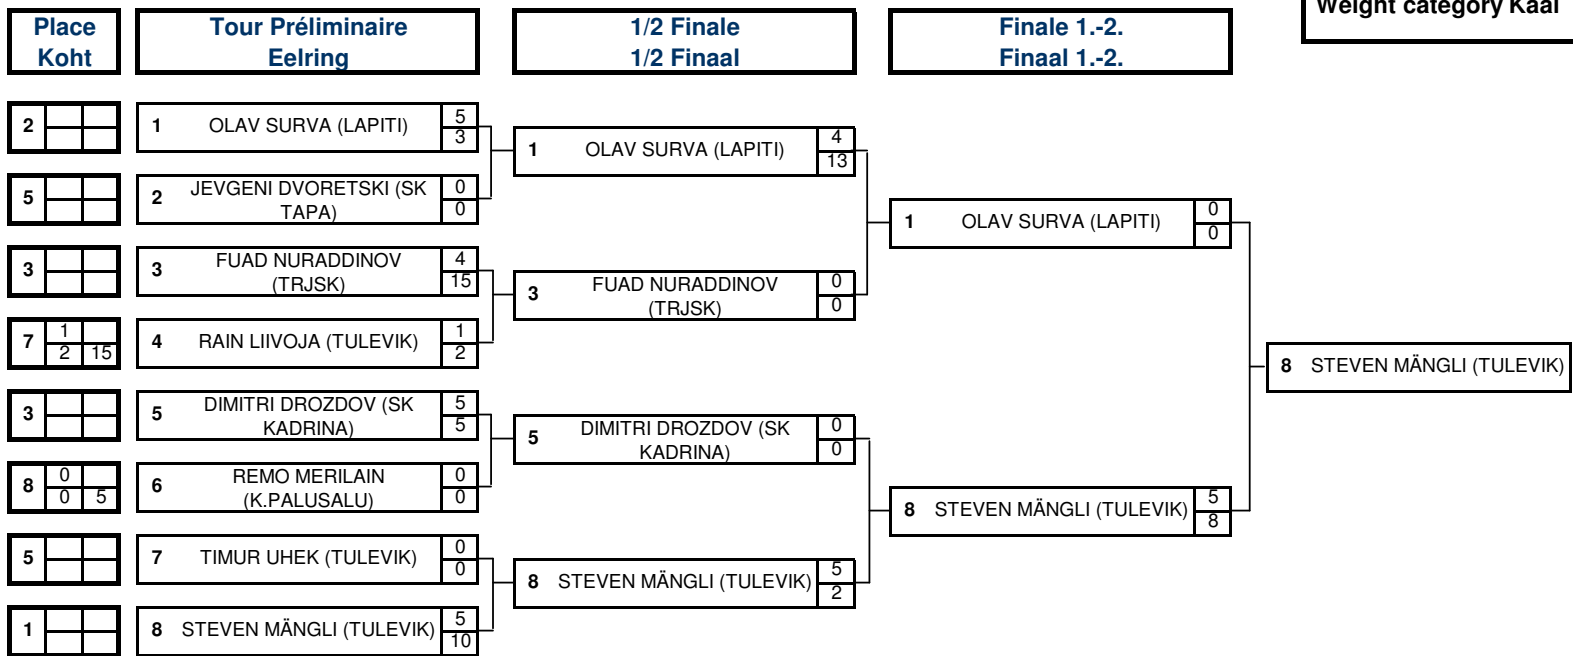 Weight category Kaal
Place
Koht
Tour Préliminaire
Eelring
1/2 Finale
1/2 Finaal
Finale 1.-2.
Finaal 1.-2.
2
1 OLAV SURVA (LAPITI) 5
3
5
2 JEVGENI DVORETSKI (SK 0
TAPA) 0
3
3 FUAD NURADDINOV 4
(TRJSK) 15
7 1
2 15
4 RAIN LIIVOJA (TULEVIK) 1
2
3
5 DIMITRI DROZDOV (SK 5
KADRINA) 5
8 0
0 5
6 REMO MERILAIN 0
(K.PALUSALU) 0
5
7 TIMUR UHEK (TULEVIK) 0
0
1
8 STEVEN MÄNGLI (TULEVIK) 5
10
1 OLAV SURVA (LAPITI) 4
13
3 FUAD NURADDINOV 0
(TRJSK) 0
5 DIMITRI DROZDOV (SK 0
KADRINA) 0
8 STEVEN MÄNGLI (TULEVIK) 5
2
1 OLAV SURVA (LAPITI) 0
0
8 STEVEN MÄNGLI (TULEVIK) 5
8
8 STEVEN MÄNGLI (TULEVIK)